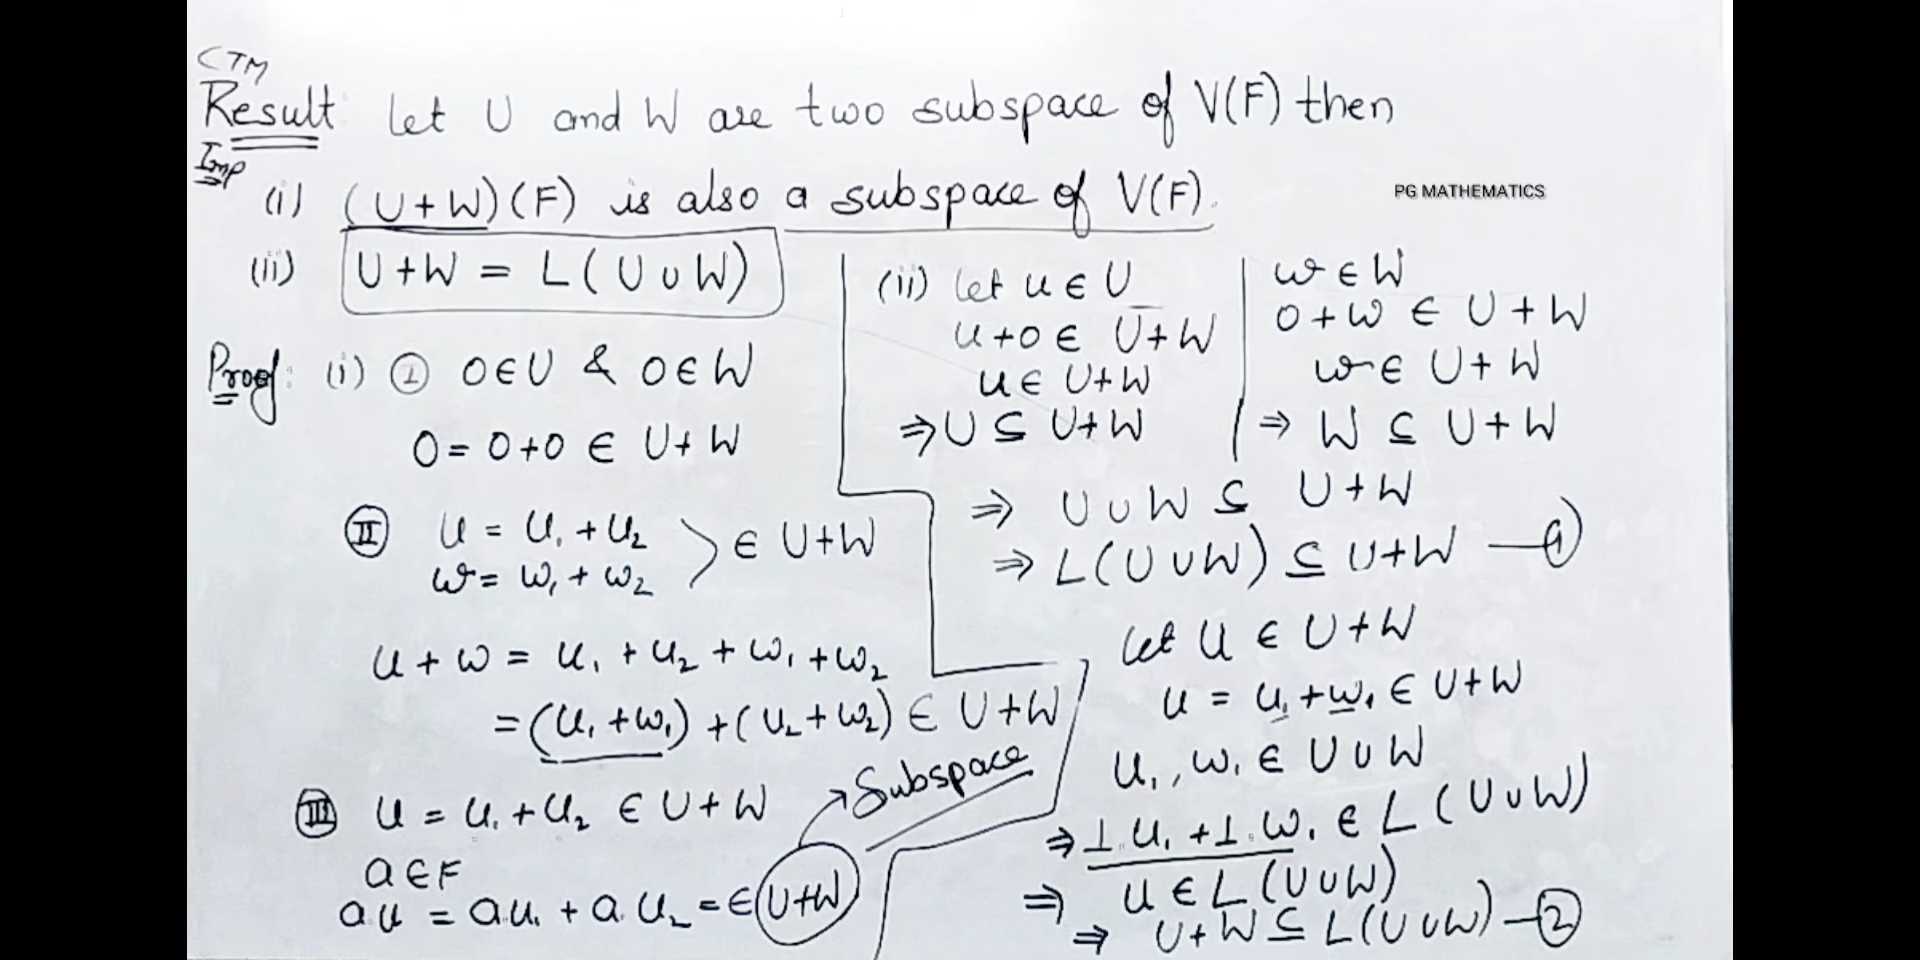 CTM
Result: let U and W are two subspace of V(F) then
Imp
(i) (U+W)(F) is also a subspace of V(F).
PG MATHEMATICS
(ii) U+W = L(U∪W)
Proof: (i) Ⓘ 0∈U & 0∈W
0 = 0+0 ∈ U+W
Ⓘⓘ u = u₁ + u₂
w = w₁ + w₂ > ∈ U+W
u + w = u₁ + u₂ + w₁ + w₂
= (u₁ + w₁) + (u₂ + w₂) ∈ U+W
Subspace
Ⓘⓘⓘ u = u₁ + u₂ ∈ U+W
a∈F
au = a.u₁ + a.u₂ = ∈ U+W
(ii) let u ∈ U
u+0 ∈ U+W
u ∈ U+W
⇒ U ⊆ U+W
w ∈ W
0+w ∈ U+W
w ∈ U+W
⇒ W ⊆ U+W
⇒ U∪W ⊆ U+W
⇒ L(U∪W) ⊆ U+W —①
let u ∈ U+W
u = u₁+w₁ ∈ U+W
u₁, w₁ ∈ U∪W
⇒ 1.u₁ + 1.w₁ ∈ L(U∪W)
⇒ u ∈ L(U∪W)
⇒ U+W ⊆ L(U∪W) —②